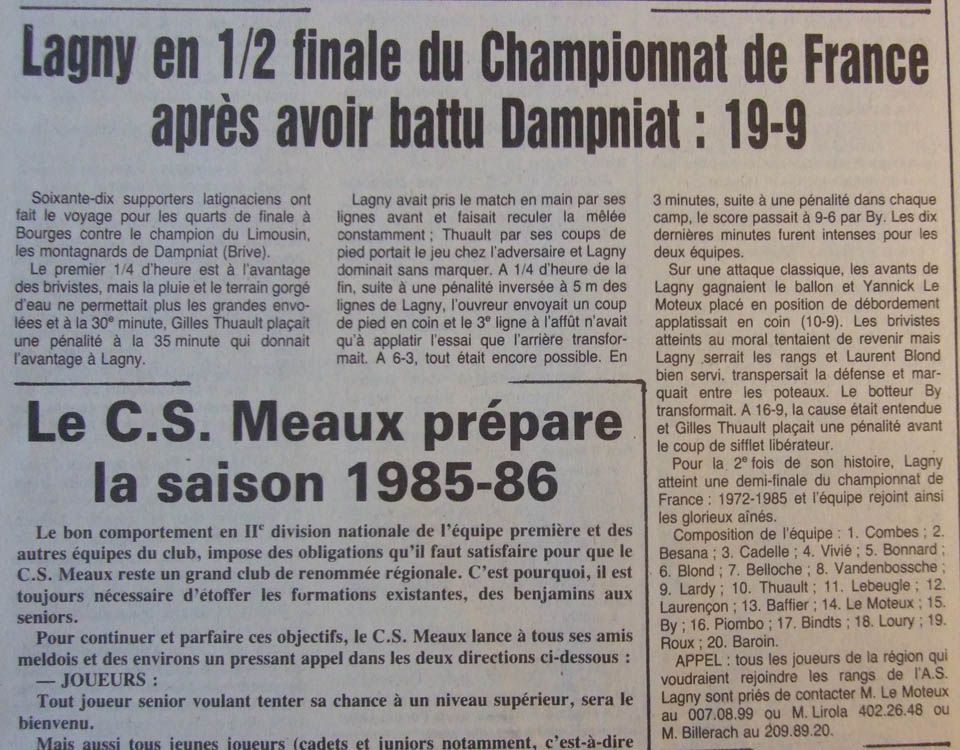 Lagny en 1/2 finale du Championnat de France
après avoir battu Dampniat : 19-9
Soixante-dix supporters latignaciens ont
fait le voyage pour les quarts de finale à
Bourges contre le champion du Limousin,
les montagnards de Dampniat (Brive).
Le premier 1/4 d'heure est à l'avantage
des brivistes, mais la pluie et le terrain gorgé
d'eau ne permettait plus les grandes envo-
lées et à la 30e minute, Gilles Thuault plaçait
une pénalité à la 35 minute qui donnait
l'avantage à Lagny.
Lagny avait pris le match en main par ses
lignes avant et faisait reculer la mêlée
constamment ; Thuault par ses coups de
pied portait le jeu chez l'adversaire et Lagny
dominait sans marquer. A 1/4 d'heure de la
fin, suite à une pénalité inversée à 5 m des
lignes de Lagny, l'ouvreur envoyait un coup
de pied en coin et le 3e ligne à l'affût n'avait
qu'à applatir l'essai que l'arrière transfor-
mait. A 6-3, tout était encore possible. En
3 minutes, suite à une pénalité dans chaque
camp, le score passait à 9-6 par By. Les dix
dernières minutes furent intenses pour les
deux équipes.
Sur une attaque classique, les avants de
Lagny gagnaient le ballon et Yannick Le
Moteux placé en position de débordement
applatissait en coin (10-9). Les brivistes
atteints au moral tentaient de revenir mais
Lagny serrait les rangs et Laurent Blond
bien servi. transpersait la défense et mar-
quait entre les poteaux. Le botteur By
transformait. A 16-9, la cause était entendue
et Gilles Thuault plaçait une pénalité avant
le coup de sifflet libérateur.
Pour la 2e fois de son histoire, Lagny
atteint une demi-finale du championnat de
France : 1972-1985 et l'équipe rejoint ainsi
les glorieux aînés.
Composition de l'équipe : 1. Combes ; 2.
Besana ; 3. Cadelle ; 4. Vivié ; 5. Bonnard ;
6. Blond ; 7. Belloche ; 8. Vandenbossche ;
9. Lardy ; 10. Thuault ; 11. Lebeugle ; 12.
Laurençon ; 13. Baffier ; 14. Le Moteux ; 15.
By ; 16. Piombo ; 17. Bindts ; 18. Loury ; 19.
Roux ; 20. Baroin.
APPEL : tous les joueurs de la région qui
voudraient rejoindre les rangs de l'A.S.
Lagny sont priés de contacter M. Le Moteux
au 007.08.99 ou M. Lirola 402.26.48 ou
M. Billerach au 209.89.20.
Le C.S. Meaux prépare
la saison 1985-86
Le bon comportement en IIe division nationale de l'équipe première et des
autres équipes du club, impose des obligations qu'il faut satisfaire pour que le
C.S. Meaux reste un grand club de renommée régionale. C'est pourquoi, il est
toujours nécessaire d'étoffer les formations existantes, des benjamins aux
seniors.
Pour continuer et parfaire ces objectifs, le C.S. Meaux lance à tous ses amis
meldois et des environs un pressant appel dans les deux directions ci-dessous :
— JOUEURS :
Tout joueur senior voulant tenter sa chance à un niveau supérieur, sera le
bienvenu.
Mais aussi tous jeunes joueurs (cadets et juniors notamment, c'est-à-dire